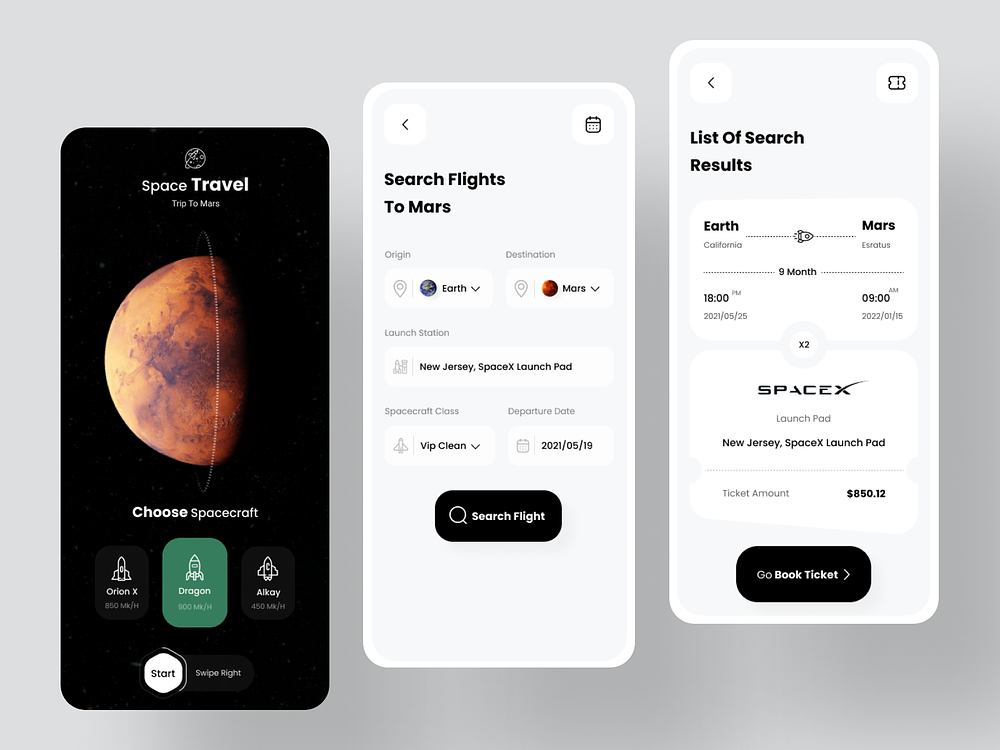 Space Travel
Trip To Mars
Choose Spacecraft
Orion X
850 Mk/H
Dragon
900 Mk/H
Alkay
450 Mk/H
Start
Swipe Right
Search Flights
To Mars
Origin
Destination
Earth
Mars
Launch Station
New Jersey, SpaceX Launch Pad
Spacecraft Class
Departure Date
Vip Clean
2021/05/19
Search Flight
List Of Search
Results
Earth
Mars
California
Esratus
9 Month
18:00 PM
09:00 AM
2021/05/25
2022/01/15
X2
SPACEX
Launch Pad
New Jersey, SpaceX Launch Pad
Ticket Amount
$850.12
Go Book Ticket